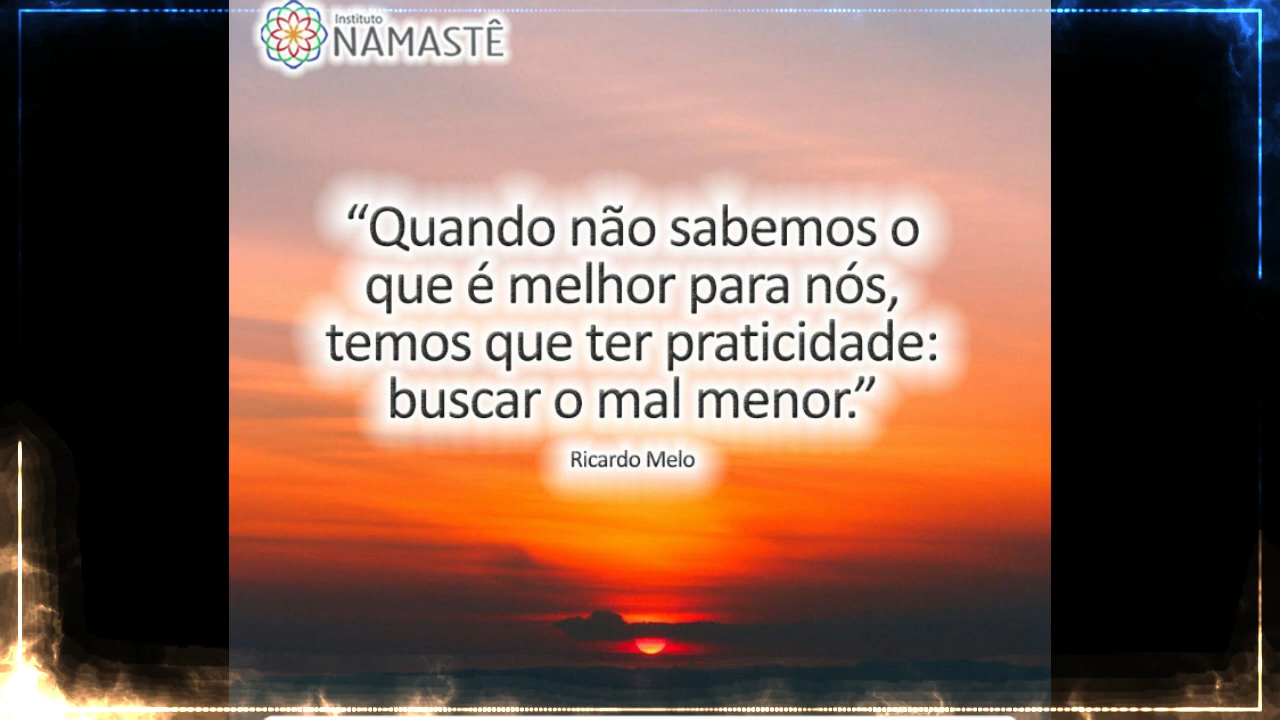 Instituto
NAMASTÊ
“Quando não sabemos o
que é melhor para nós,
temos que ter praticidade:
buscar o mal menor.”
Ricardo Melo